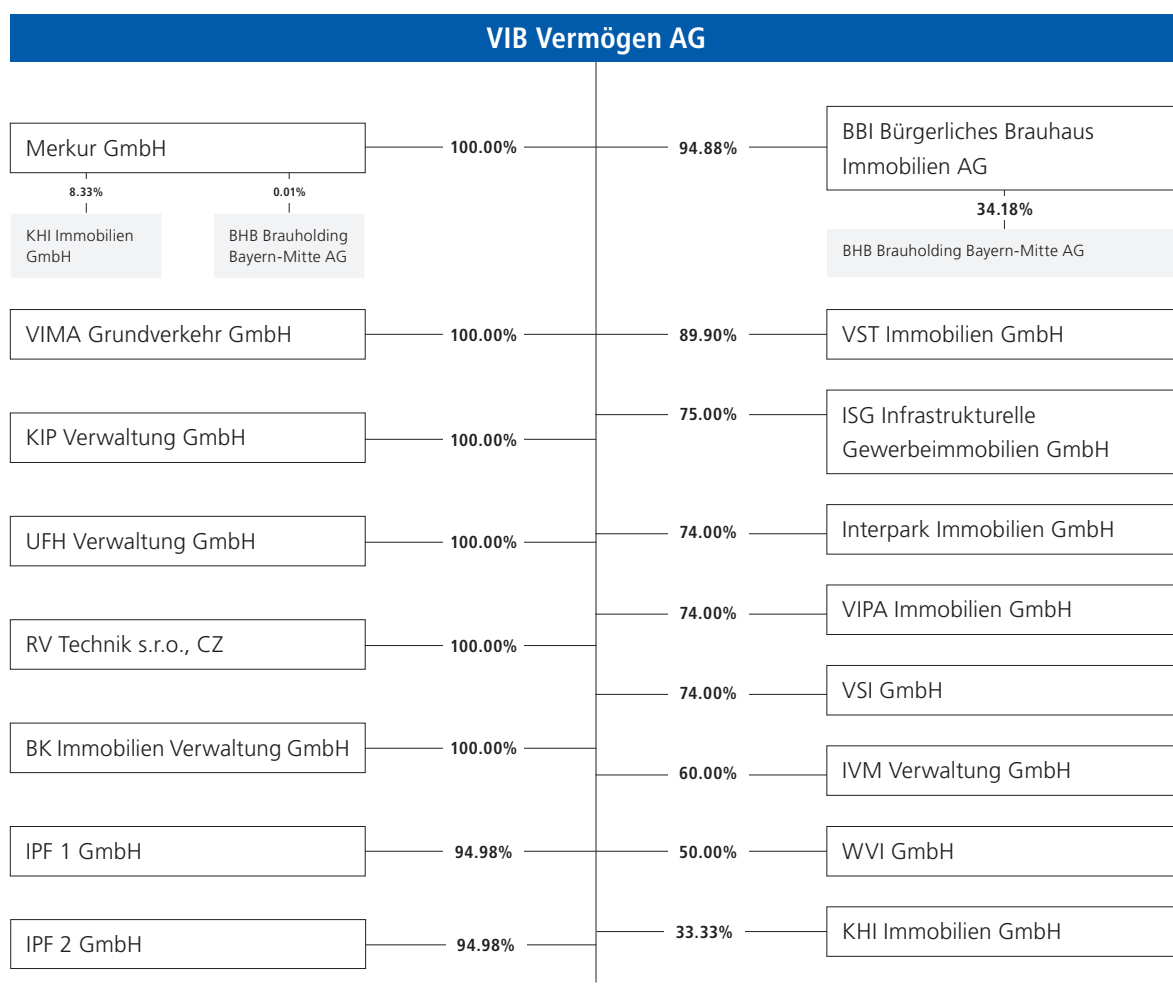 VIB Vermögen AG
Merkur GmbH
100.00%
8.33%
0.01%
KHI Immobilien
GmbH
BHB Brauholding
Bayern-Mitte AG
VIMA Grundverkehr GmbH
100.00%
KIP Verwaltung GmbH
100.00%
UFH Verwaltung GmbH
100.00%
RV Technik s.r.o., CZ
100.00%
BK Immobilien Verwaltung GmbH
100.00%
IPF 1 GmbH
94.98%
IPF 2 GmbH
94.98%
94.88%
BBI Bürgerliches Brauhaus
Immobilien AG
34.18%
BHB Brauholding Bayern-Mitte AG
89.90%
VST Immobilien GmbH
75.00%
ISG Infrastrukturelle
Gewerbeimmobilien GmbH
74.00%
Interpark Immobilien GmbH
74.00%
VIPA Immobilien GmbH
74.00%
VSI GmbH
60.00%
IVM Verwaltung GmbH
50.00%
WVI GmbH
33.33%
KHI Immobilien GmbH